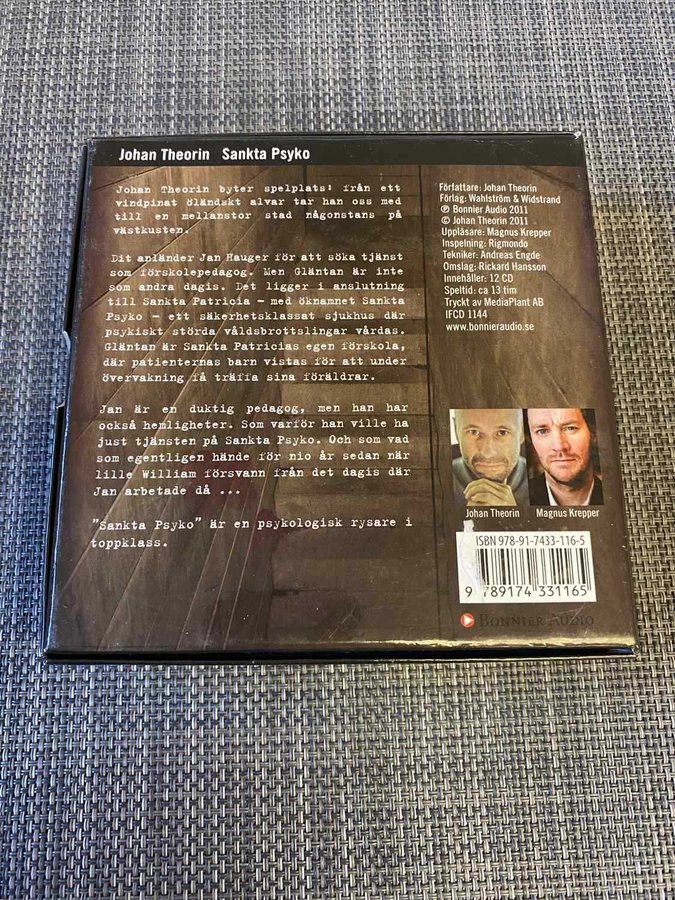 Johan Theorin Sankta Psyko
Johan Theorin byter spelplats: från ett
vindpinat öländskt alvar tar han oss med
till en mellanstor stad någonstans på
västkusten.
Dit anländer Jan Hauger för att söka tjänst
som förskolepedagog. Men Gläntan är inte
som andra dagis. Det ligger i anslutning
till Sankta Patricia – med öknamnet Sankta
Psyko – ett säkerhetsklassat sjukhus där
psykiskt störda våldsbrottslingar vårdas.
Gläntan är Sankta Patricias egen förskola,
där patienternas barn vistas för att under
övervakning få träffa sina föräldrar.
Jan är en duktig pedagog, men han har
också hemligheter. Som varför han ville ha
just tjänsten på Sankta Psyko. Och som vad
som egentligen hände för nio år sedan när
lille William försvann från det dagis där
Jan arbetade då ...
"Sankta Psyko" är en psykologisk rysare i
toppklass.
Författare: Johan Theorin
Förlag: Wahlström & Widstrand
℗ Bonnier Audio 2011
© Johan Theorin 2011
Uppläsare: Magnus Krepper
Inspelning: Rigmondo
Tekniker: Andreas Engde
Omslag: Rickard Hansson
Innehåller: 12 CD
Speltid: ca 13 tim
Tryckt av MediaPlant AB
IFCD 1144
www.bonnieraudio.se
Johan Theorin Magnus Krepper
ISBN 978-91-7433-116-5
9 789174 331165
Bonnier Audio